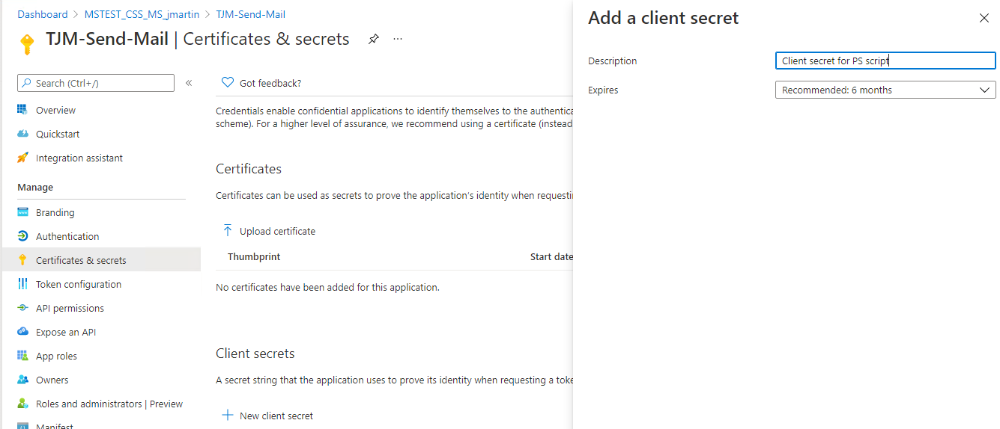 Dashboard > MSTEST_CSS_MS_jmartin > TJM-Send-Mail
TJM-Send-Mail | Certificates & secrets
Search (Ctrl+/)
Overview
Quickstart
Integration assistant
Manage
Branding
Authentication
Certificates & secrets
Token configuration
API permissions
Expose an API
App roles
Owners
Roles and administrators | Preview
Manifest
Got feedback?
Credentials enable confidential applications to identify themselves to the authentica
scheme). For a higher level of assurance, we recommend using a certificate (instead
Certificates
Certificates can be used as secrets to prove the application's identity when requesti
Upload certificate
Thumbprint Start date
No certificates have been added for this application.
Client secrets
A secret string that the application uses to prove its identity when requesting a toke
New client secret
Add a client secret
Description Client secret for PS script
Expires Recommended: 6 months